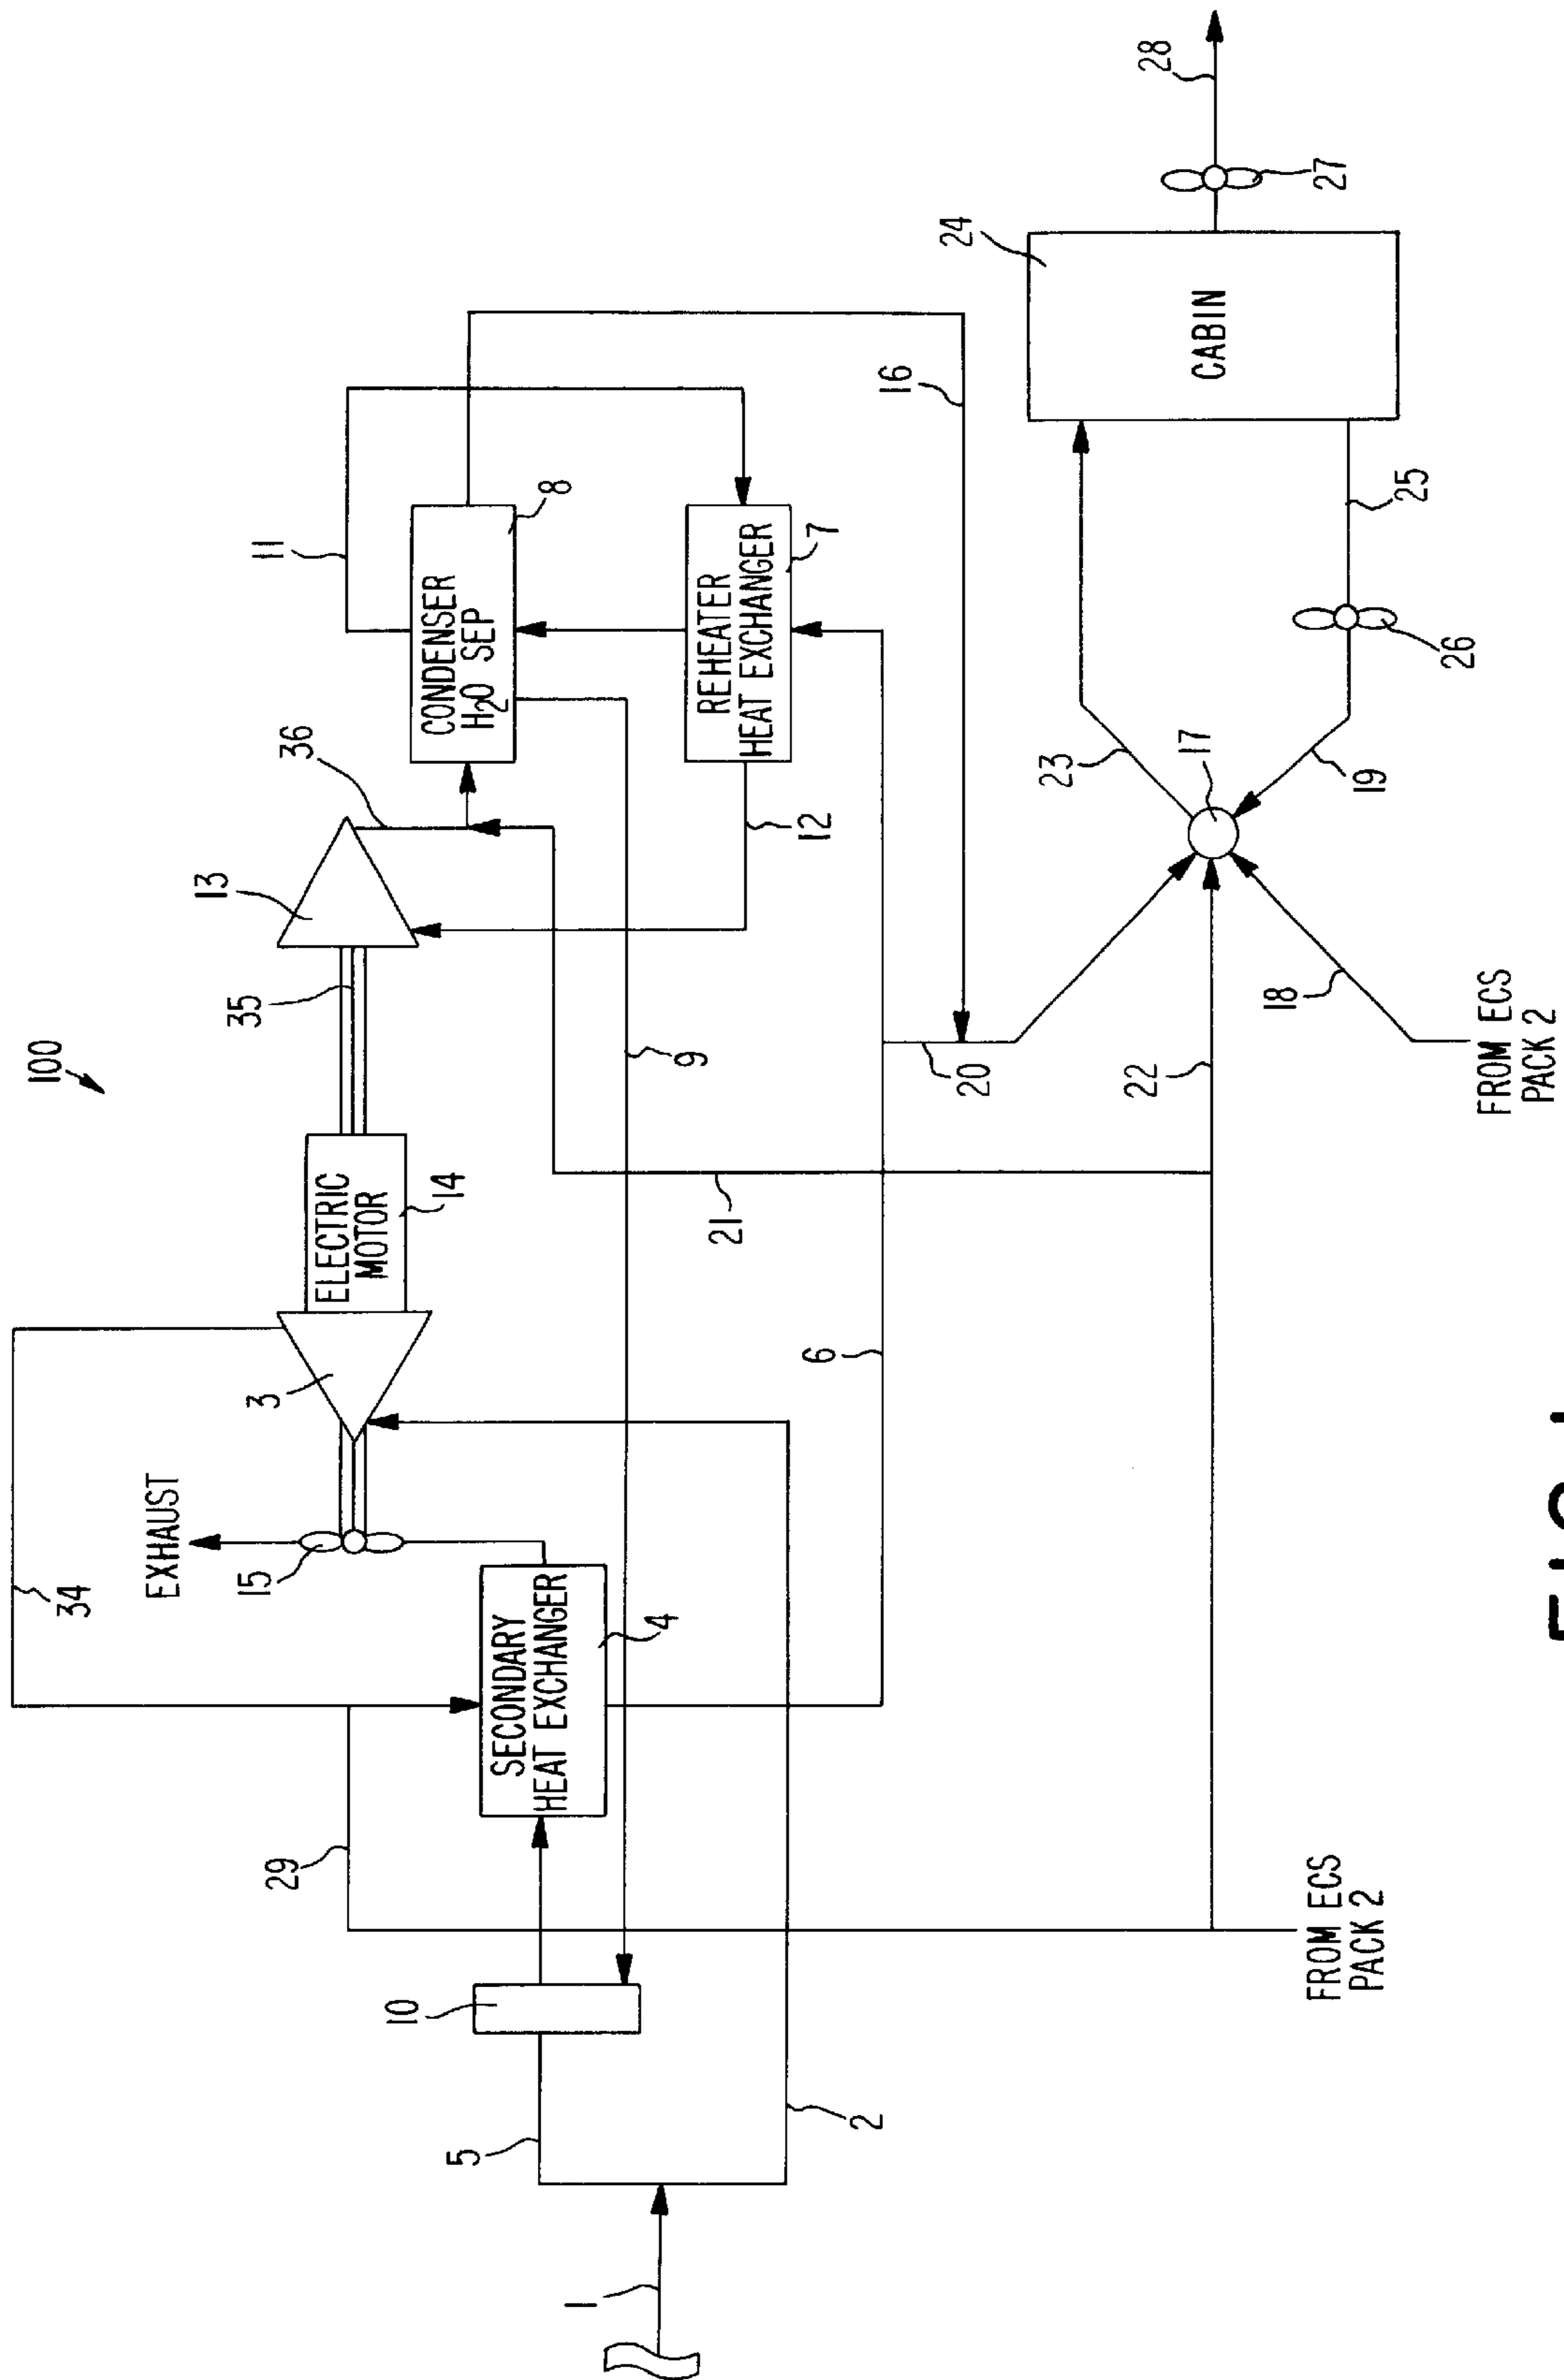 100
34
EXHAUST
13
35
15
3
11
29
36
ELECTRIC
MOTOR
10
14
CONDENSER
H2O SEP
5
8
SECONDARY
HEAT EXCHANGER
4
1
9
REHEATER
HEAT EXCHANGER
21
12
6
7
2
16
24
20
23
22
28
17
CABIN
18
27
FROM ECS
PACK 2
19
25
26
FROM ECS
PACK 2